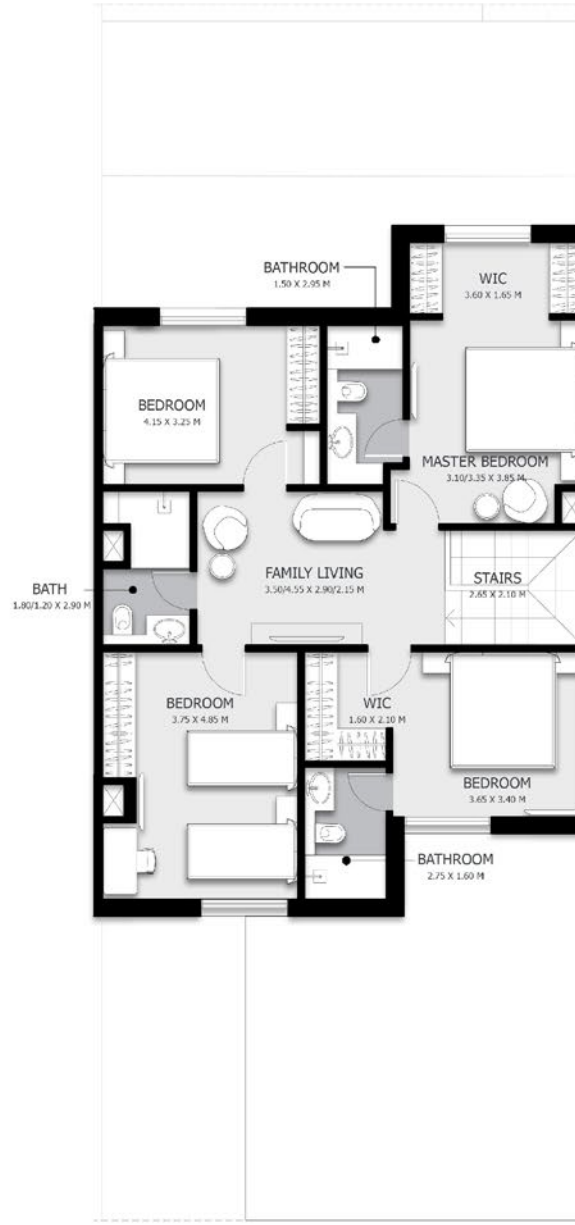 BATHROOM
1.50 X 2.95 M
WIC
3.60 X 1.65 M
BEDROOM
4.15 X 3.25 M
MASTER BEDROOM
3.10/3.35 X 3.85 M
FAMILY LIVING
3.50/4.55 X 2.90/2.15 M
STAIRS
2.65 X 2.10 M
BATH
1.80/1.20 X 2.90 M
BEDROOM
3.75 X 4.85 M
WIC
1.60 X 2.10 M
BEDROOM
3.65 X 3.40 M
BATHROOM
2.75 X 1.60 M